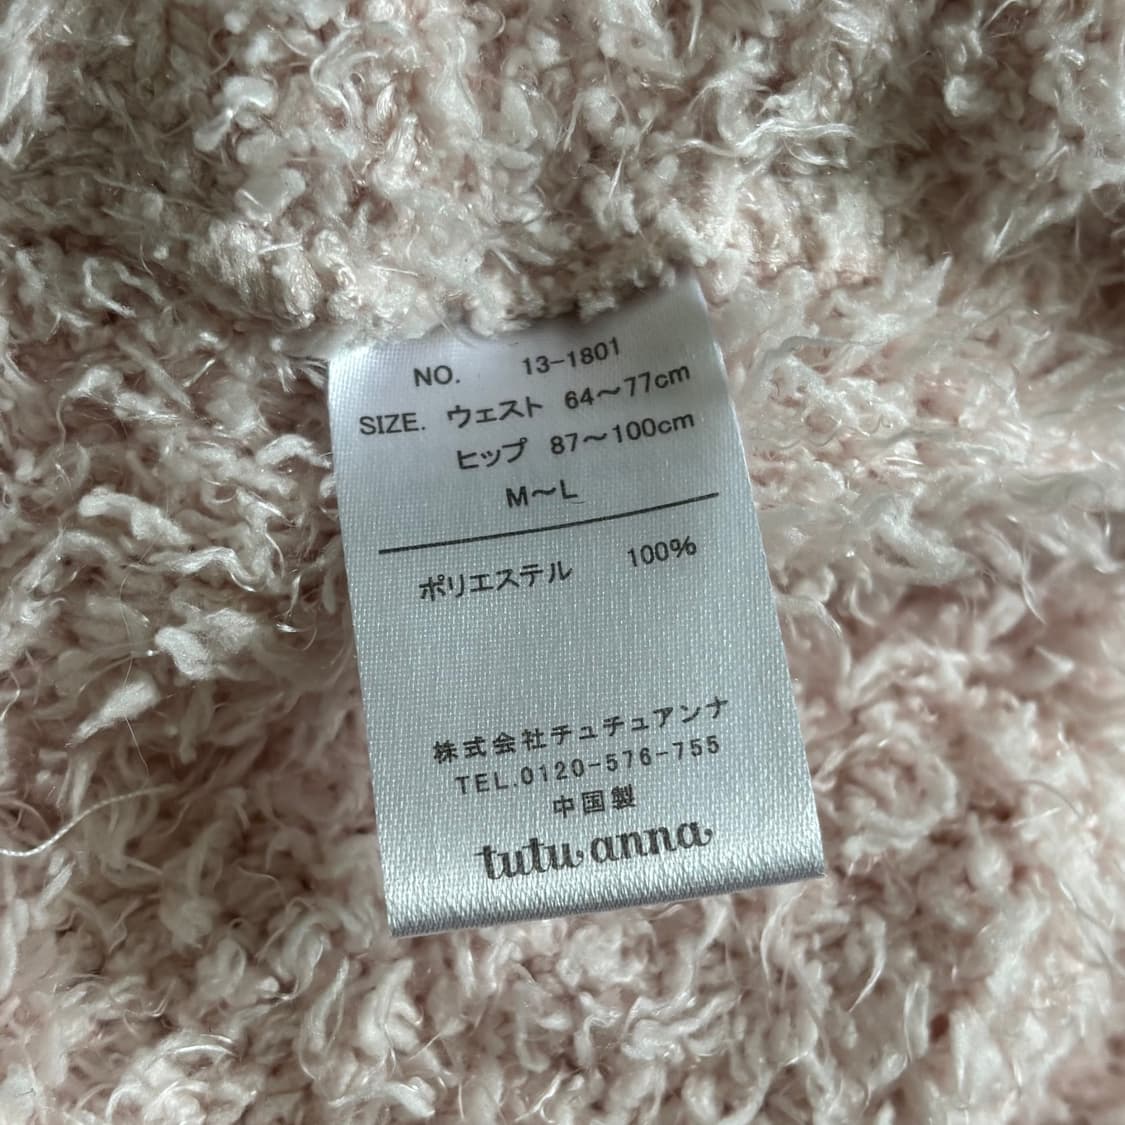 NO. 13-1801
SIZE. ウェスト 64〜77cm
ヒップ 87〜100cm
M〜L
ポリエステル 100%
株式会社チュチュアンナ
TEL.0120-576-755
中国製
tutu anna